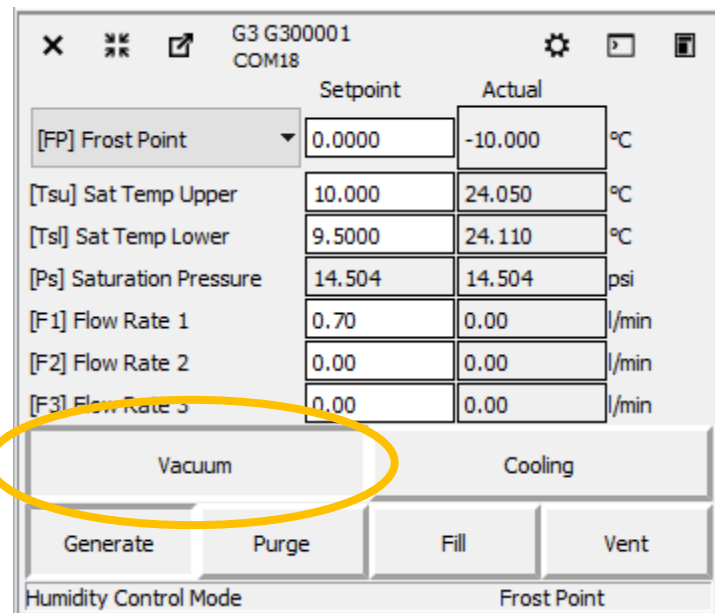 G3 G300001
COM18
Setpoint Actual
[FP] Frost Point 0.0000 -10.000 °C
[Tsu] Sat Temp Upper 10.000 24.050 °C
[Tsl] Sat Temp Lower 9.5000 24.110 °C
[Ps] Saturation Pressure 14.504 14.504 psi
[F1] Flow Rate 1 0.70 0.00 l/min
[F2] Flow Rate 2 0.00 0.00 l/min
[F3] Flow Rate 3 0.00 0.00 l/min
Vacuum Cooling
Generate Purge Fill Vent
Humidity Control Mode Frost Point